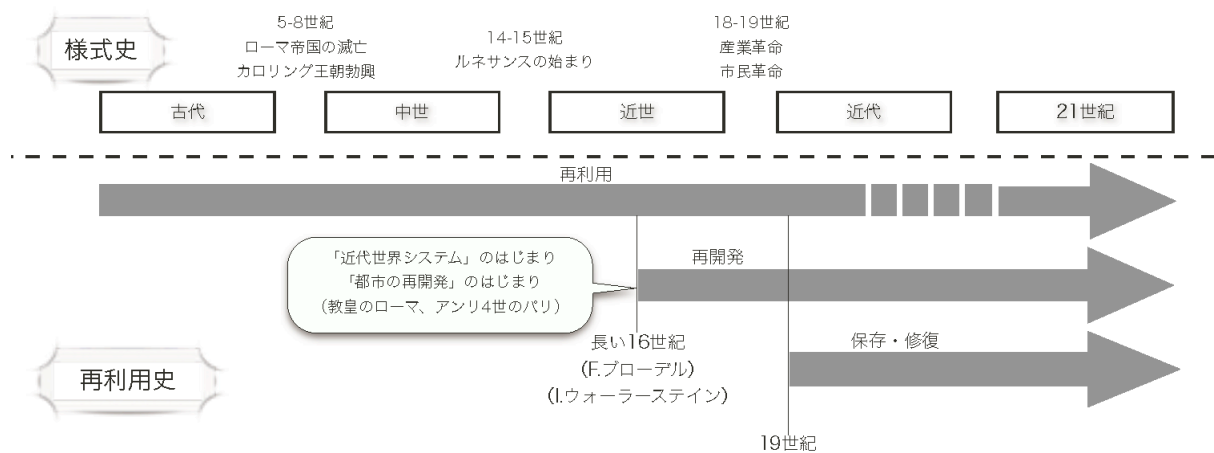 様式史
5-8世紀
ローマ帝国の滅亡
カロリング王朝勃興
14-15世紀
ルネサンスの始まり
18-19世紀
産業革命
市民革命
古代
中世
近世
近代
21世紀
再利用
「近代世界システム」のはじまり
「都市の再開発」のはじまり
（教皇のローマ、アンリ4世のパリ）
再開発
長い16世紀
（F.ブローデル）
（I.ウォーラーステイン）
保存・修復
再利用史
19世紀